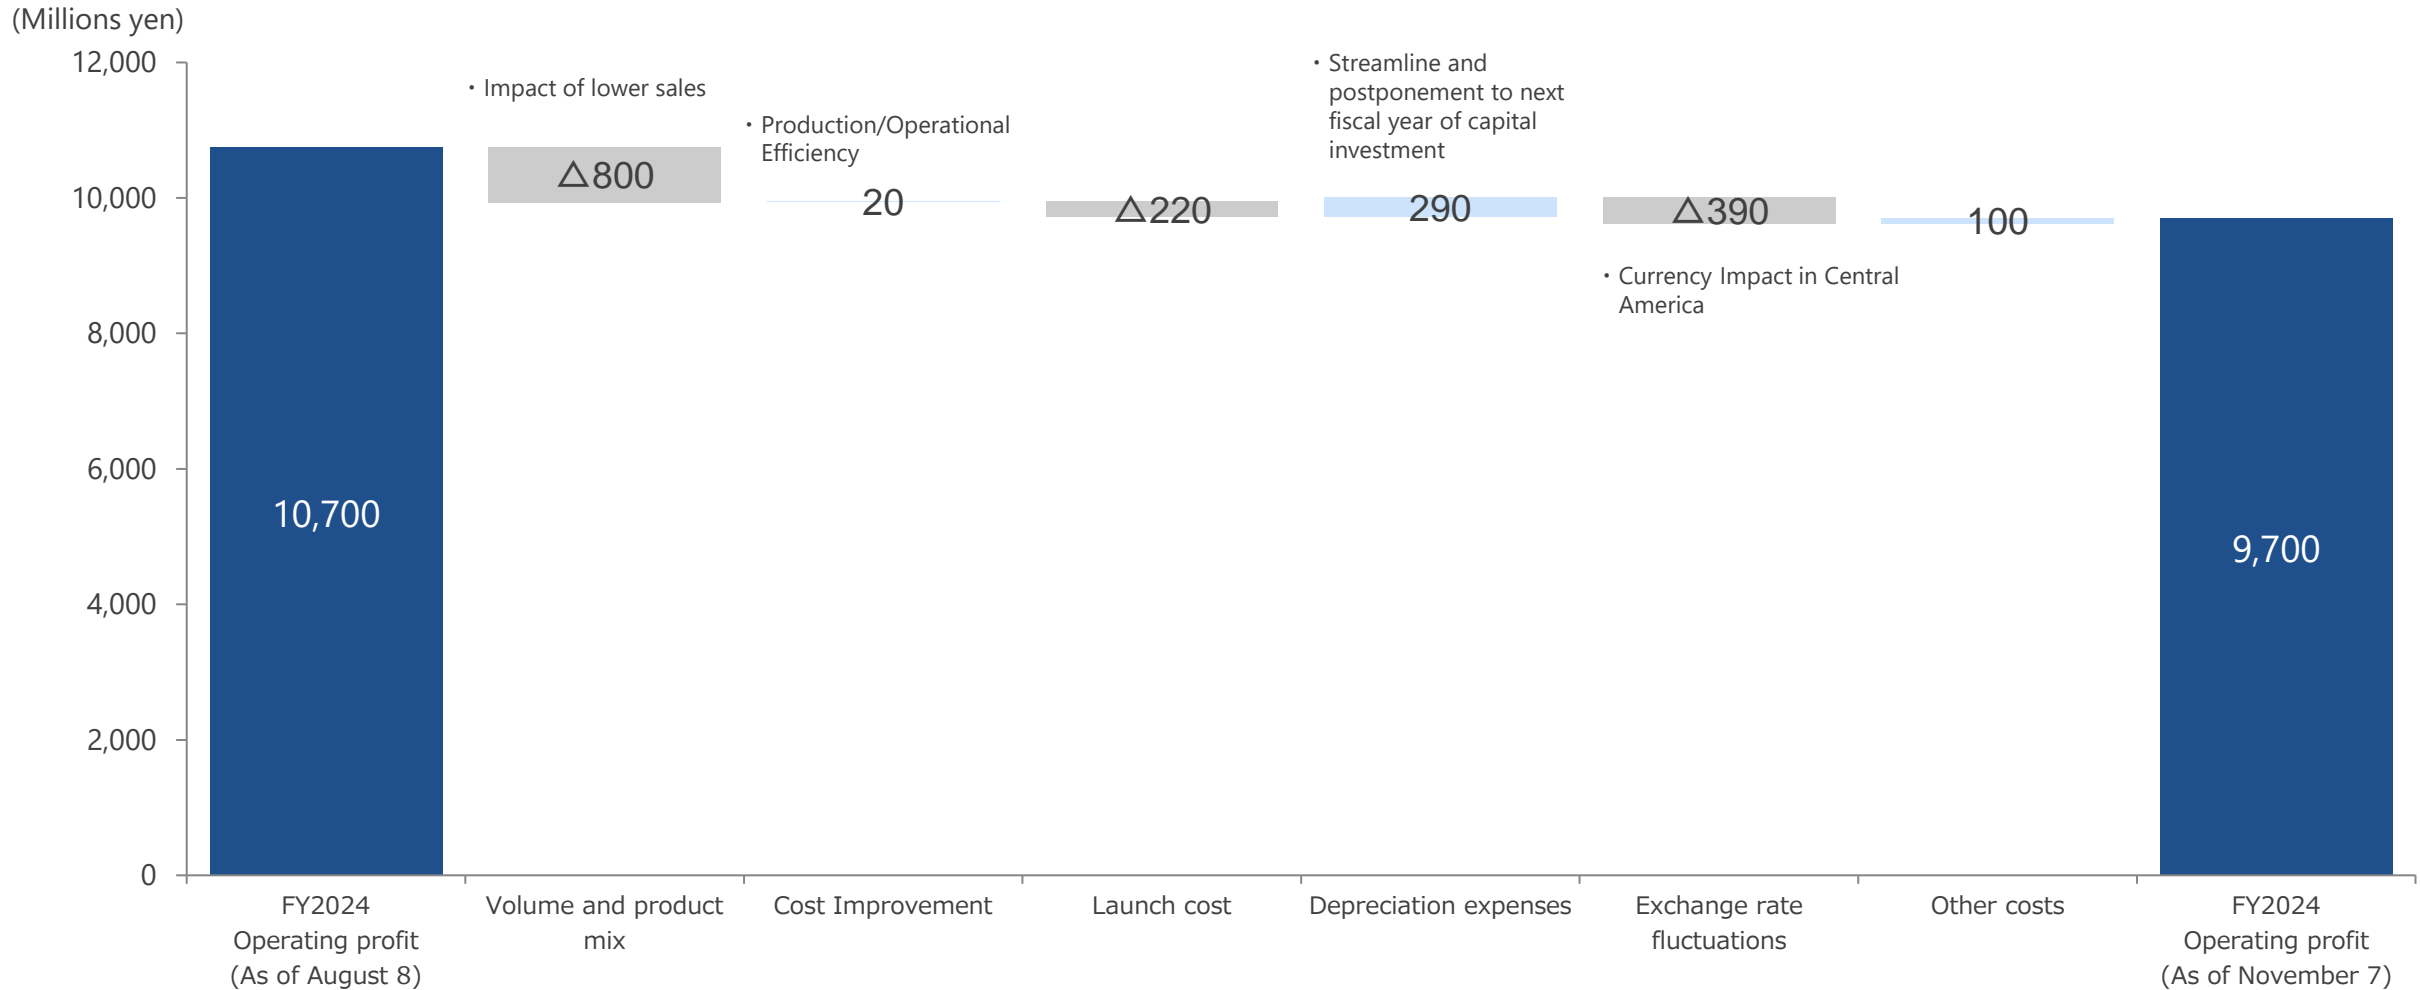 (Millions yen)
12,000
10,000
8,000
6,000
4,000
2,000
0
・Impact of lower sales
・Production/Operational
Efficiency
・Streamline and
postponement to next
fiscal year of capital
investment
・Currency Impact in Central
America
10,700
△800
20
△220
290
△390
100
9,700
FY2024
Operating profit
(As of August 8)
Volume and product
mix
Cost Improvement
Launch cost
Depreciation expenses
Exchange rate
fluctuations
Other costs
FY2024
Operating profit
(As of November 7)